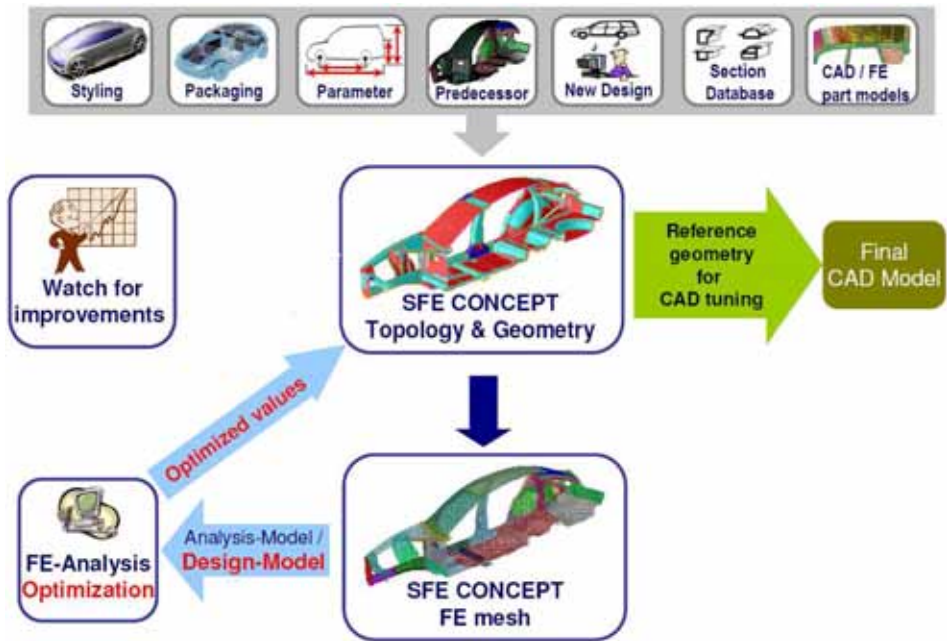 Styling
Packaging
Parameter
Predecessor
New Design
Section
Database
CAD / FE
part models
Watch for
improvements
SFE CONCEPT
Topology & Geometry
Reference
geometry
for
CAD tuning
Final
CAD Model
Optimized values
FE-Analysis
Optimization
Analysis-Model /
Design-Model
SFE CONCEPT
FE mesh